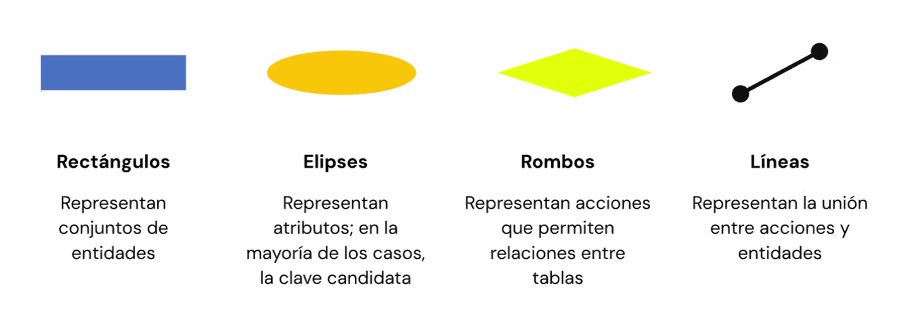 Rectángulos
Representan
conjuntos de
entidades
Elipses
Representan
atributos; en la
mayoría de los casos,
la clave candidata
Rombos
Representan acciones
que permiten
relaciones entre
tablas
Líneas
Representan la unión
entre acciones y
entidades